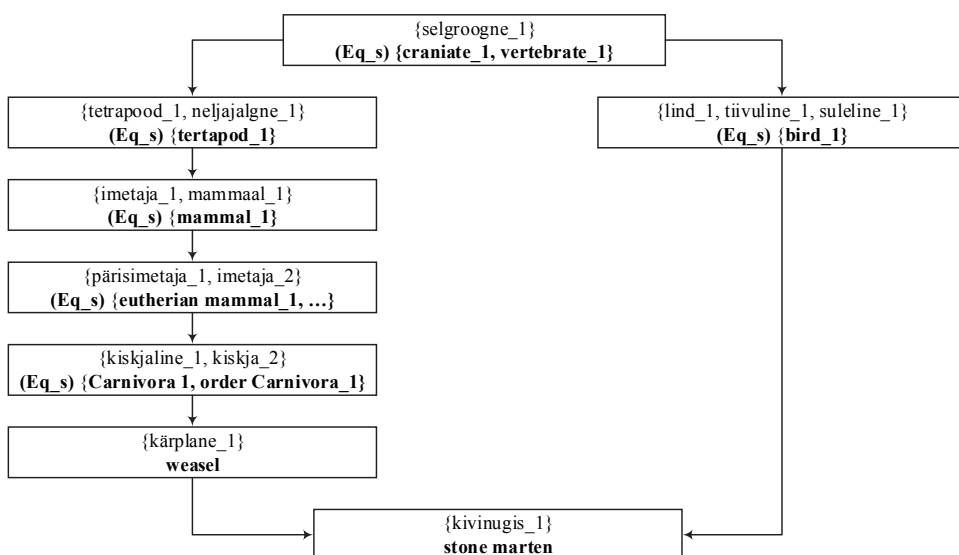 {selgroogne_1}
(Eq_s) {craniate_1, vertebrate_1}
{tetrapood_1, neljajalgne_1}
(Eq_s) {tertapod_1}
{lind_1, tiivuline_1, suleline_1}
(Eq_s) {bird_1}
{imetaja_1, mammaal_1}
(Eq_s) {mammal_1}
{pärisimetaja_1, imetaja_2}
(Eq_s) {eutherian mammal_1, …}
{kiskjaline_1, kiskja_2}
(Eq_s) {Carnivora 1, order Carnivora_1}
{kärplane_1}
weasel
{kivinugis_1}
stone marten